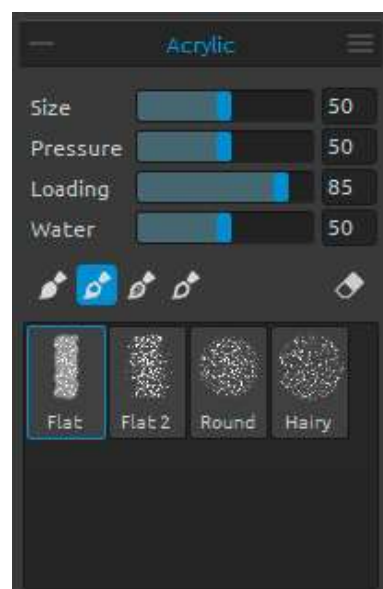 Acrylic
Size 50
Pressure 50
Loading 85
Water 50
Flat Flat 2 Round Hairy